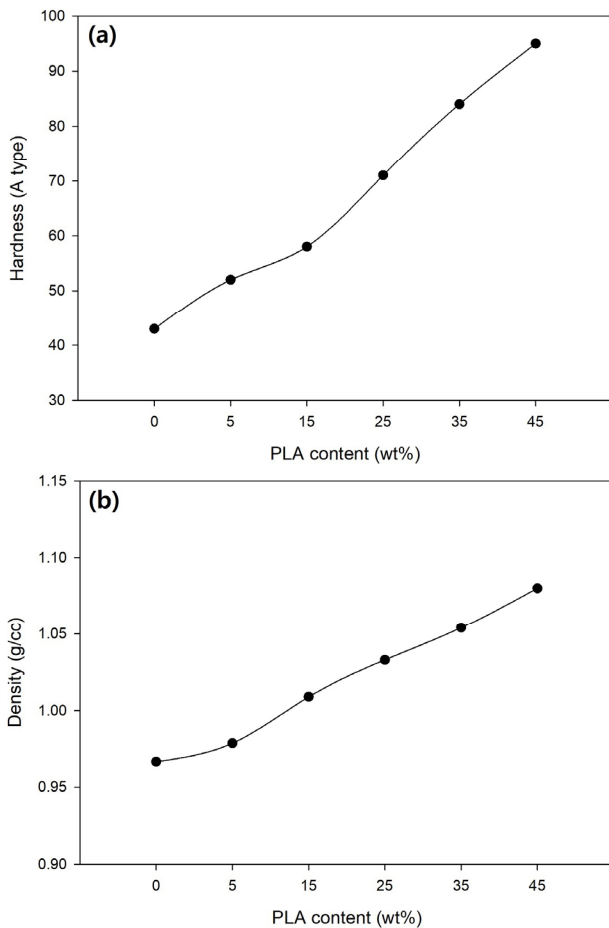 (a)
Hardness (A type)
100
90
80
70
60
50
40
30
0 5 15 25 35 45
PLA content (wt%)
(b)
Density (g/cc)
1.15
1.10
1.05
1.00
0.95
0.90
0 5 15 25 35 45
PLA content (wt%)